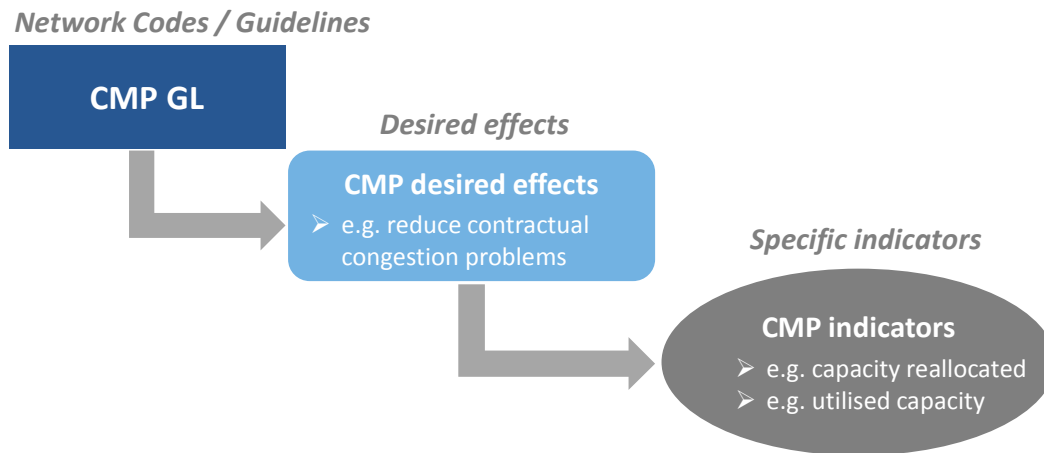 Network Codes / Guidelines
CMP GL
Desired effects
CMP desired effects
➢ e.g. reduce contractual
congestion problems
Specific indicators
CMP indicators
➢ e.g. capacity reallocated
➢ e.g. utilised capacity